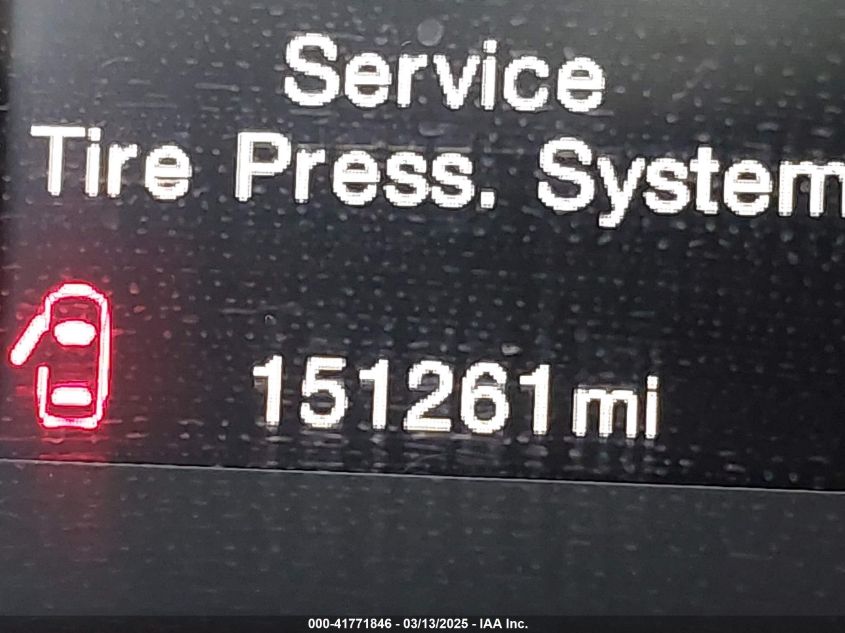 Service
Tire Press. System
151261 mi
000-41771846 - 03/13/2025 - IAA Inc.